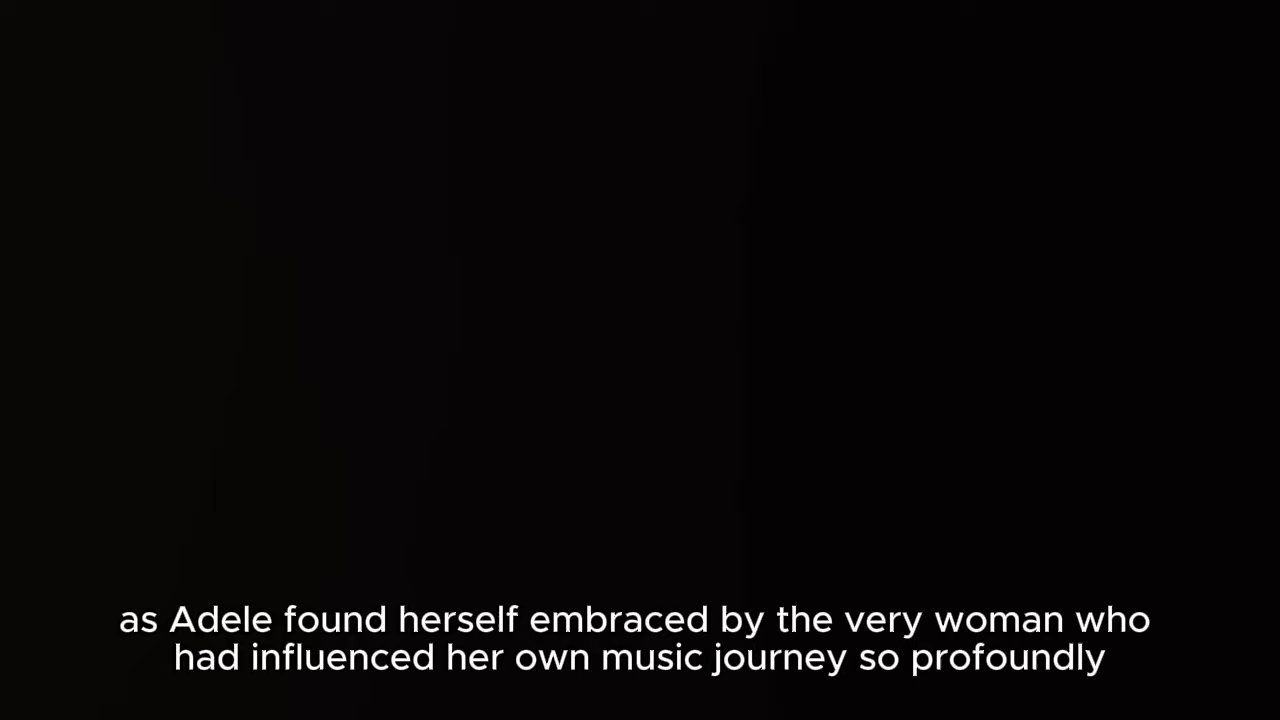 as Adele found herself embraced by the very woman who
had influenced her own music journey so profoundly